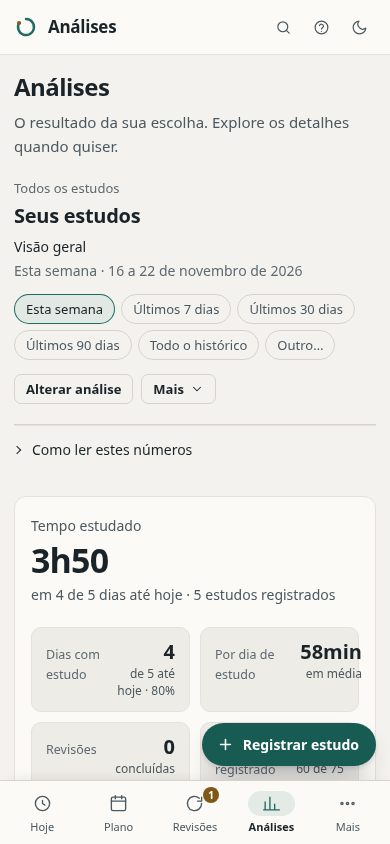 Análises
Análises
O resultado da sua escolha. Explore os detalhes
quando quiser.
Todos os estudos
Seus estudos
Visão geral
Esta semana · 16 a 22 de novembro de 2026
Esta semana
Últimos 7 dias
Últimos 30 dias
Últimos 90 dias
Todo o histórico
Outro...
Alterar análise
Mais
Como ler estes números
Tempo estudado
3h50
em 4 de 5 dias até hoje · 5 estudos registrados
Dias com
estudo
4
de 5 até
hoje · 80%
Por dia de
estudo
58min
em média
Revisões
0
concluídas
Registrar estudo
registrado
60 de 75
1
Hoje
Plano
Revisões
Análises
Mais